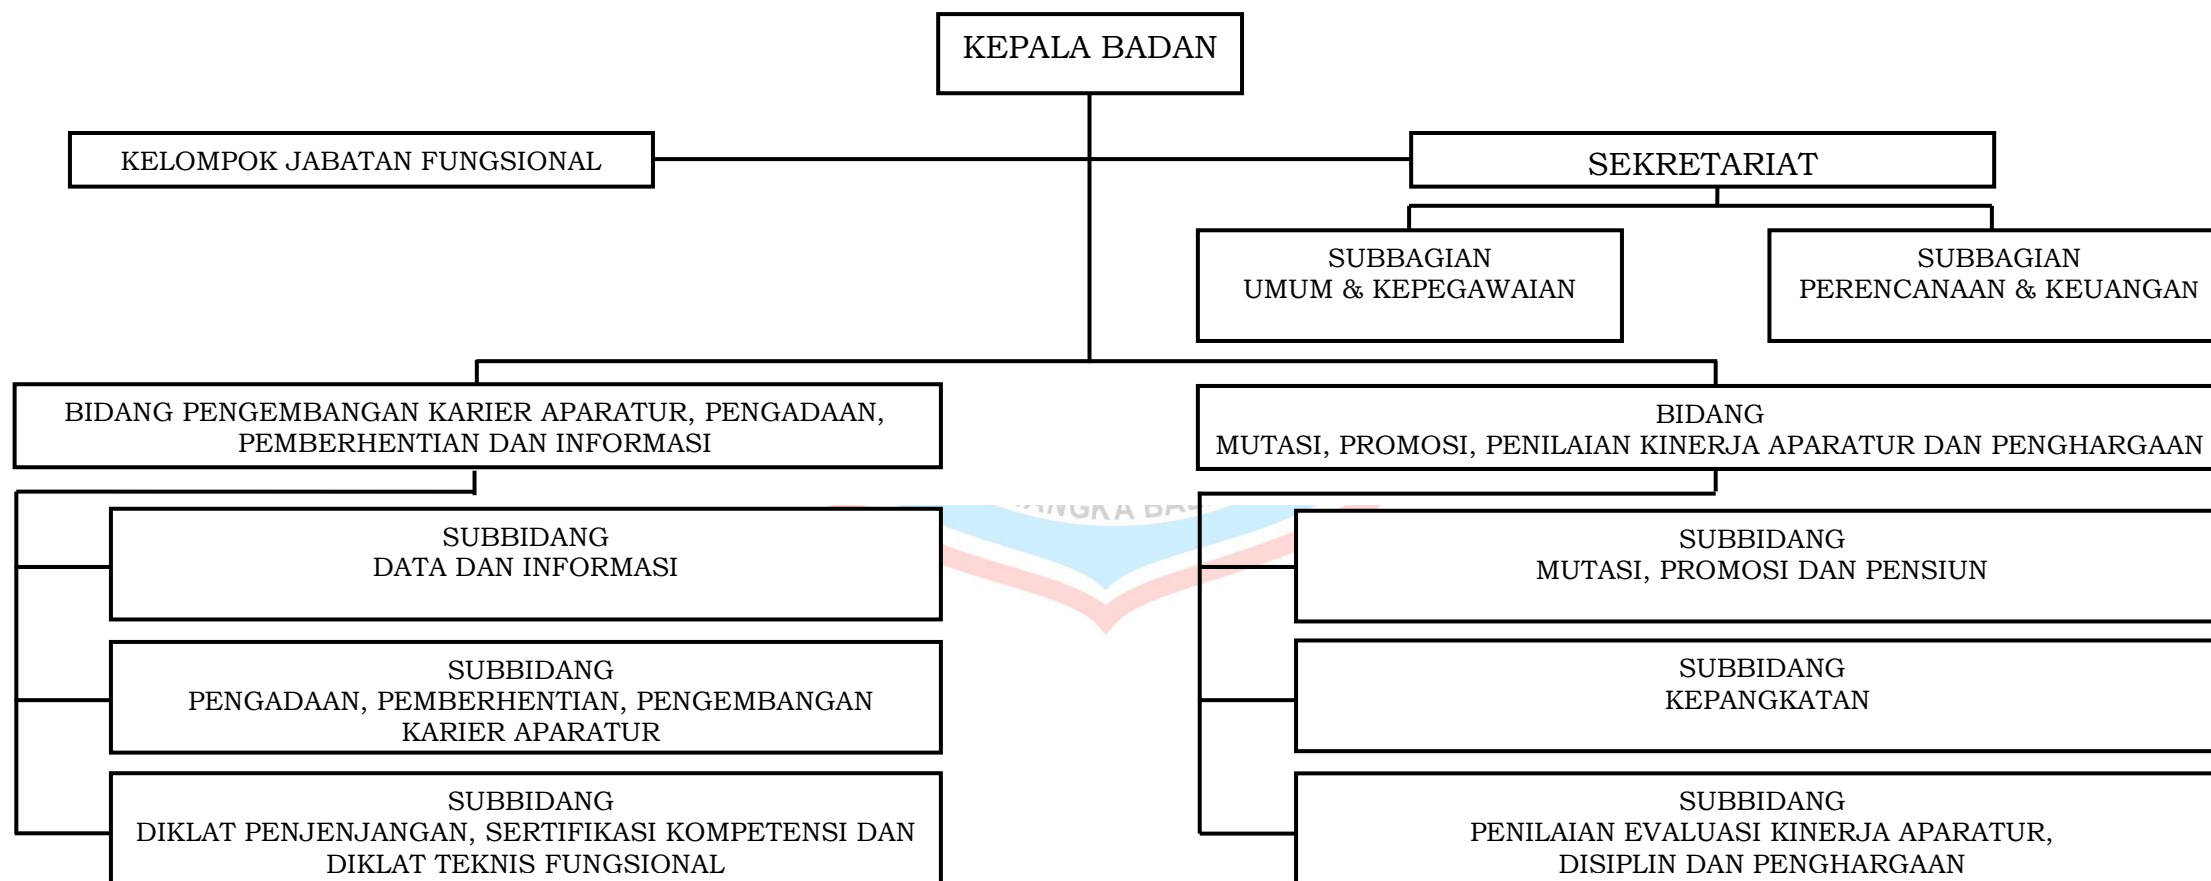 KEPALA BADAN
KELOMPOK JABATAN FUNGSIONAL
SEKRETARIAT
SUBBAGIAN
UMUM & KEPEGAWAIAN
SUBBAGIAN
PERENCANAAN & KEUANGAN
BIDANG PENGEMBANGAN KARIER APARATUR, PENGADAAN,
PEMBERHENTIAN DAN INFORMASI
BIDANG
MUTASI, PROMOSI, PENILAIAN KINERJA APARATUR DAN PENGHARGAAN
SUBBIDANG
DATA DAN INFORMASI
SUBBIDANG
PENGADAAN, PEMBERHENTIAN, PENGEMBANGAN
KARIER APARATUR
SUBBIDANG
DIKLAT PENJENJANGAN, SERTIFIKASI KOMPETENSI DAN
DIKLAT TEKNIS FUNGSIONAL
SUBBIDANG
MUTASI, PROMOSI DAN PENSIUN
SUBBIDANG
KEPANGKATAN
SUBBIDANG
PENILAIAN EVALUASI KINERJA APARATUR,
DISIPLIN DAN PENGHARGAAN